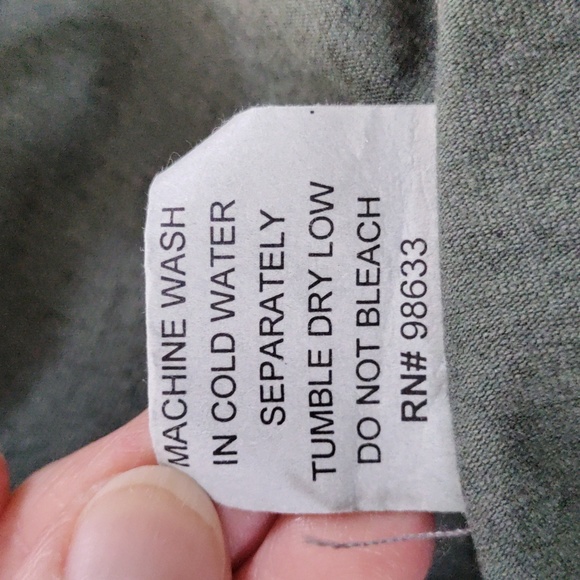 MACHINE WASH
IN COLD WATER
SEPARATELY
TUMBLE DRY LOW
DO NOT BLEACH
RN# 98633